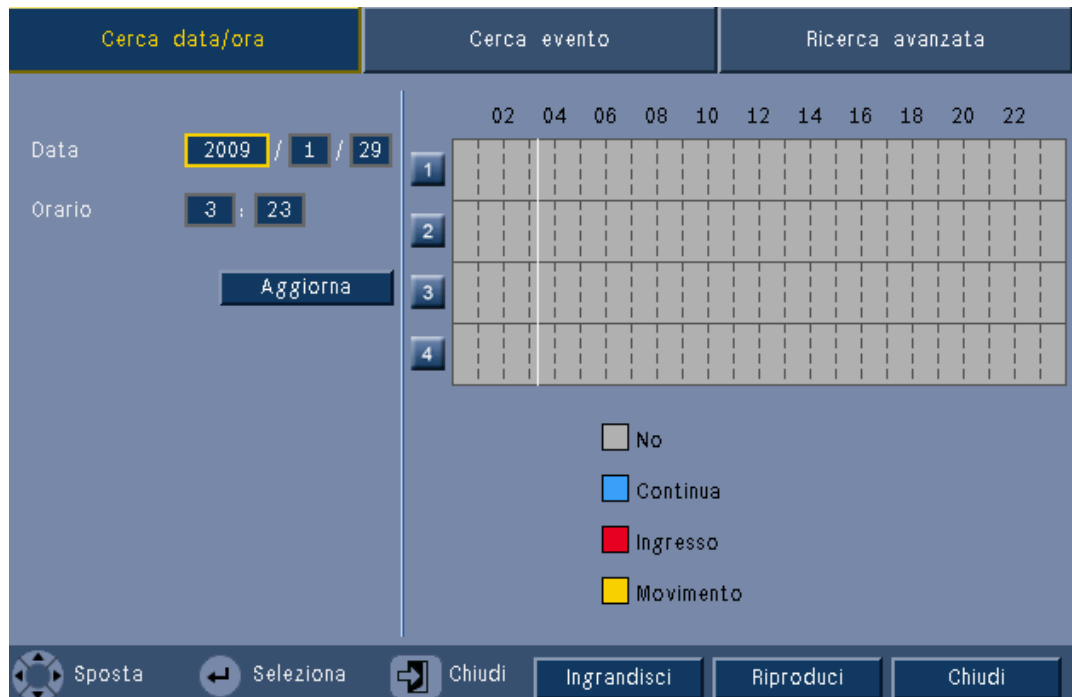 Cerca data/ora Cerca evento Ricerca avanzata
02 04 06 08 10 12 14 16 18 20 22
Data 2009 / 1 / 29
Orario 3 : 23
Aggiorna
1
2
3
4
No
Continua
Ingresso
Movimento
Sposta Seleziona Chiudi Ingrandisci Riproduci Chiudi